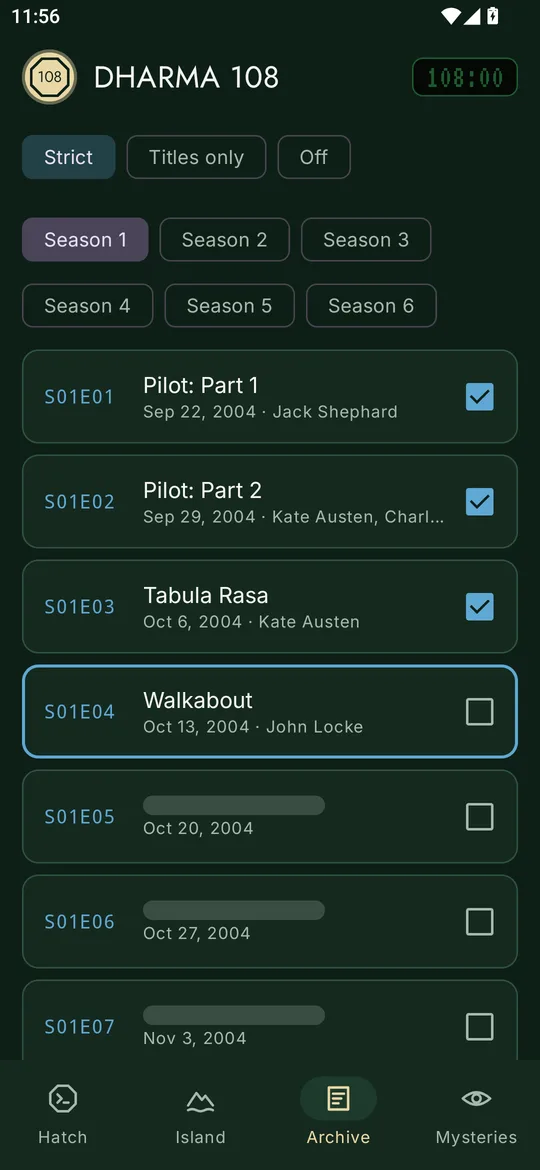 11:56
108 DHARMA 108 108:00
Strict Titles only Off
Season 1 Season 2 Season 3
Season 4 Season 5 Season 6
S01E01 Pilot: Part 1
Sep 22, 2004 · Jack Shephard
S01E02 Pilot: Part 2
Sep 29, 2004 · Kate Austen, Charl...
S01E03 Tabula Rasa
Oct 6, 2004 · Kate Austen
S01E04 Walkabout
Oct 13, 2004 · John Locke
S01E05
Oct 20, 2004
S01E06
Oct 27, 2004
S01E07
Nov 3, 2004
Hatch Island Archive Mysteries